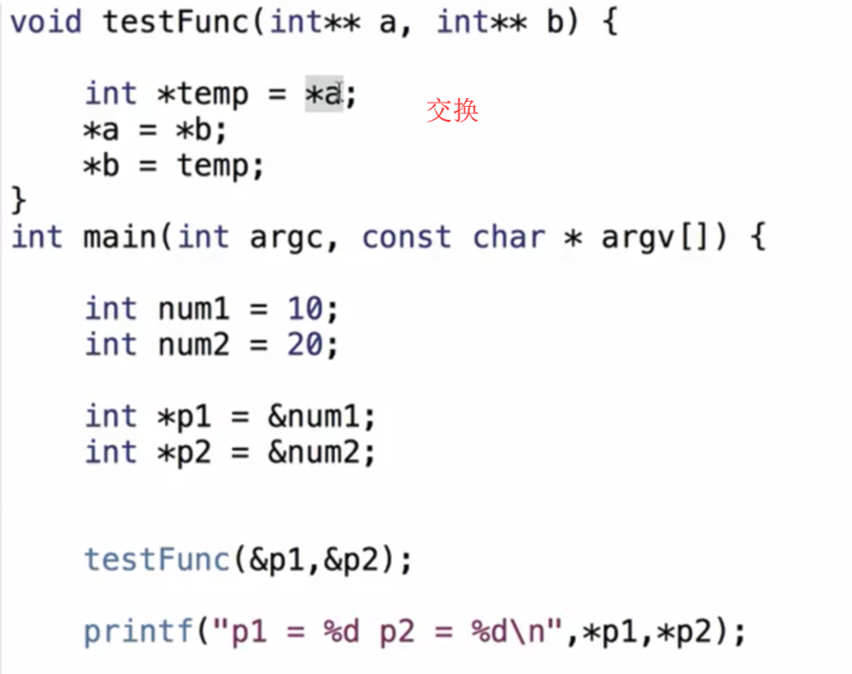 void testFunc(int** a, int** b) {
int *temp = *a;
交换
*a = *b;
*b = temp;
}
int main(int argc, const char * argv[]) {
int num1 = 10;
int num2 = 20;
int *p1 = &num1;
int *p2 = &num2;
testFunc(&p1,&p2);
printf("p1 = %d p2 = %d\n",*p1,*p2);